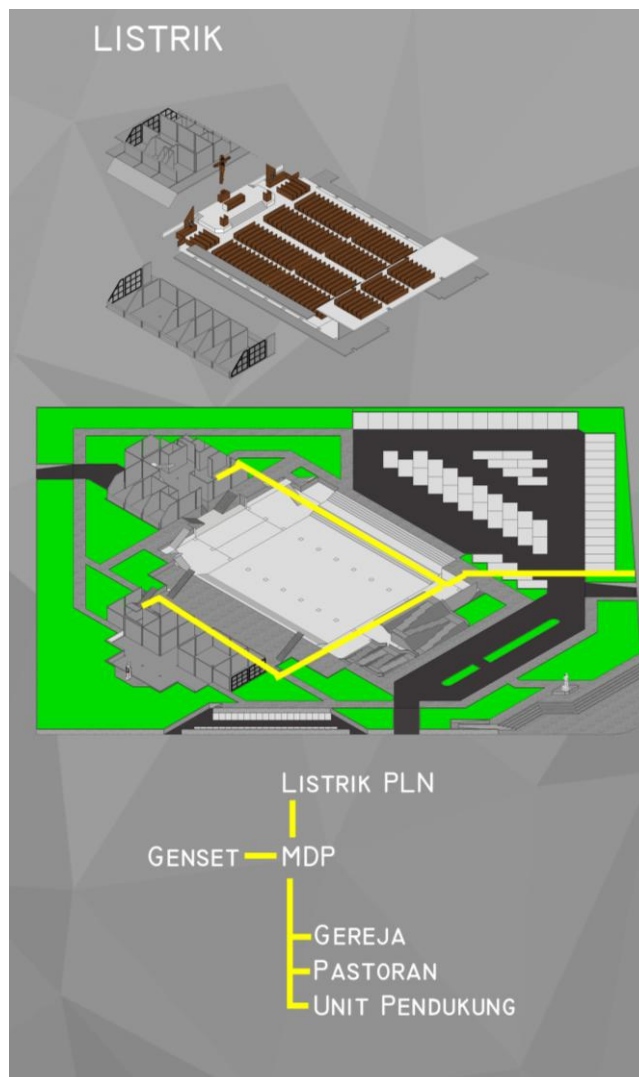 LISTRIK
LISTRIK PLN
GENSET MDP
GEREJA
PASTORAN
UNIT PENDUKUNG